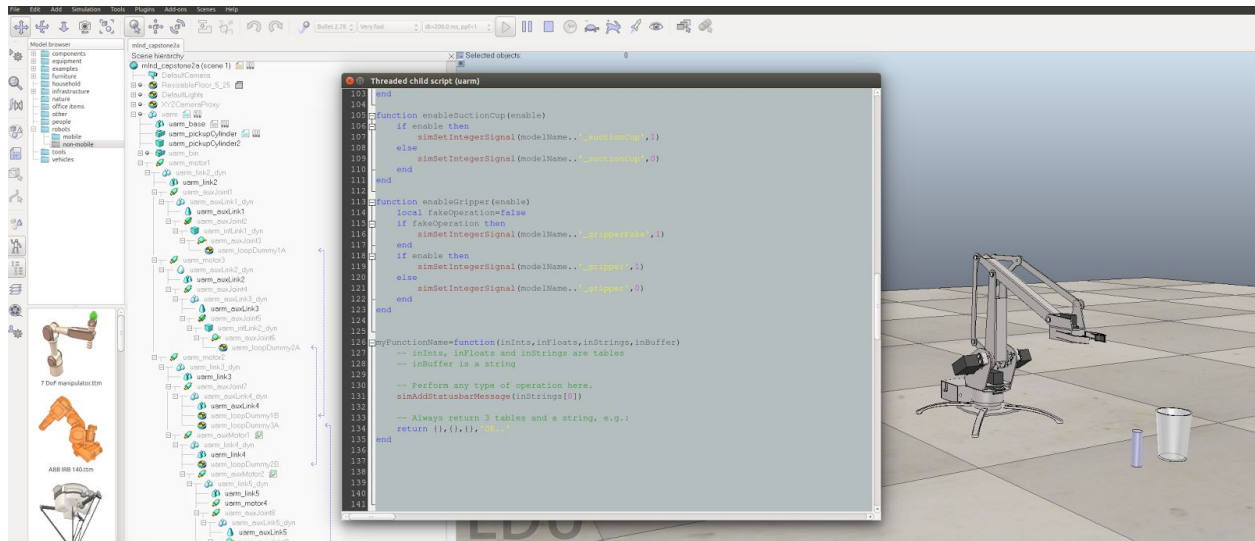 File Edit Add Simulation Tools Plugins Add-ons Scenes Help
Bullet 2.78 Very fast dt=200.0 ms, ppf=1
Model browser
components
equipment
examples
furniture
household
infrastructure
nature
office items
other
people
robots
mobile
non-mobile
tools
vehicles
7 DoF manipulator.ttm
ABB IRB 140.ttm
mlnd_capstone2a
Scene hierarchy
mlnd_capstone2a (scene 1)
DefaultCamera
ResizableFloor_5_25
DefaultLights
XYZCameraProxy
uarm
uarm_base
uarm_pickupCylinder
uarm_pickupCylinder2
uarm_bin
uarm_motor1
uarm_link2_dyn
uarm_link2
uarm_auxJoint1
uarm_auxLink1_dyn
uarm_auxLink1
uarm_auxJoint2
uarm_intLink1_dyn
uarm_auxJoint3
uarm_loopDummy1A
uarm_motor3
uarm_auxLink2_dyn
uarm_auxLink2
uarm_auxJoint4
uarm_auxLink3_dyn
uarm_auxLink3
uarm_auxJoint5
uarm_intLink2_dyn
uarm_auxJoint6
uarm_loopDummy2A
uarm_motor2
uarm_link3_dyn
uarm_link3
uarm_auxJoint7
uarm_auxLink4_dyn
uarm_auxLink4
uarm_loopDummy1B
uarm_loopDummy3A
uarm_auxMotor1
uarm_link4_dyn
uarm_link4
uarm_loopDummy2B
uarm_auxMotor2
uarm_link5_dyn
uarm_link5
uarm_motor4
uarm_auxJoint8
uarm_auxLink5_dyn
uarm_auxLink5
Selected objects: 0
Threaded child script (uarm)
103 end
104
105 function enableSuctionCup(enable)
106 if enable then
107 simSetIntegerSignal(modelName..'_suctionCup',1)
108 else
109 simSetIntegerSignal(modelName..'_suctionCup',0)
110 end
111 end
112
113 function enableGripper(enable)
114 local fakeOperation=false
115 if fakeOperation then
116 simSetIntegerSignal(modelName..'_gripperFake',1)
117 end
118 if enable then
119 simSetIntegerSignal(modelName..'_gripper',1)
120 else
121 simSetIntegerSignal(modelName..'_gripper',0)
122 end
123 end
124
125
126 myFunctionName=function(inInts,inFloats,inStrings,inBuffer)
127 -- inInts, inFloats and inStrings are tables
128 -- inBuffer is a string
129
130 -- Perform any type of operation here.
131 simAddStatusbarMessage(inStrings[0])
132
133 -- Always return 3 tables and a string, e.g.:
134 return {},{},{},'OK..'
135 end
136
137
138
139
140
141
EDU